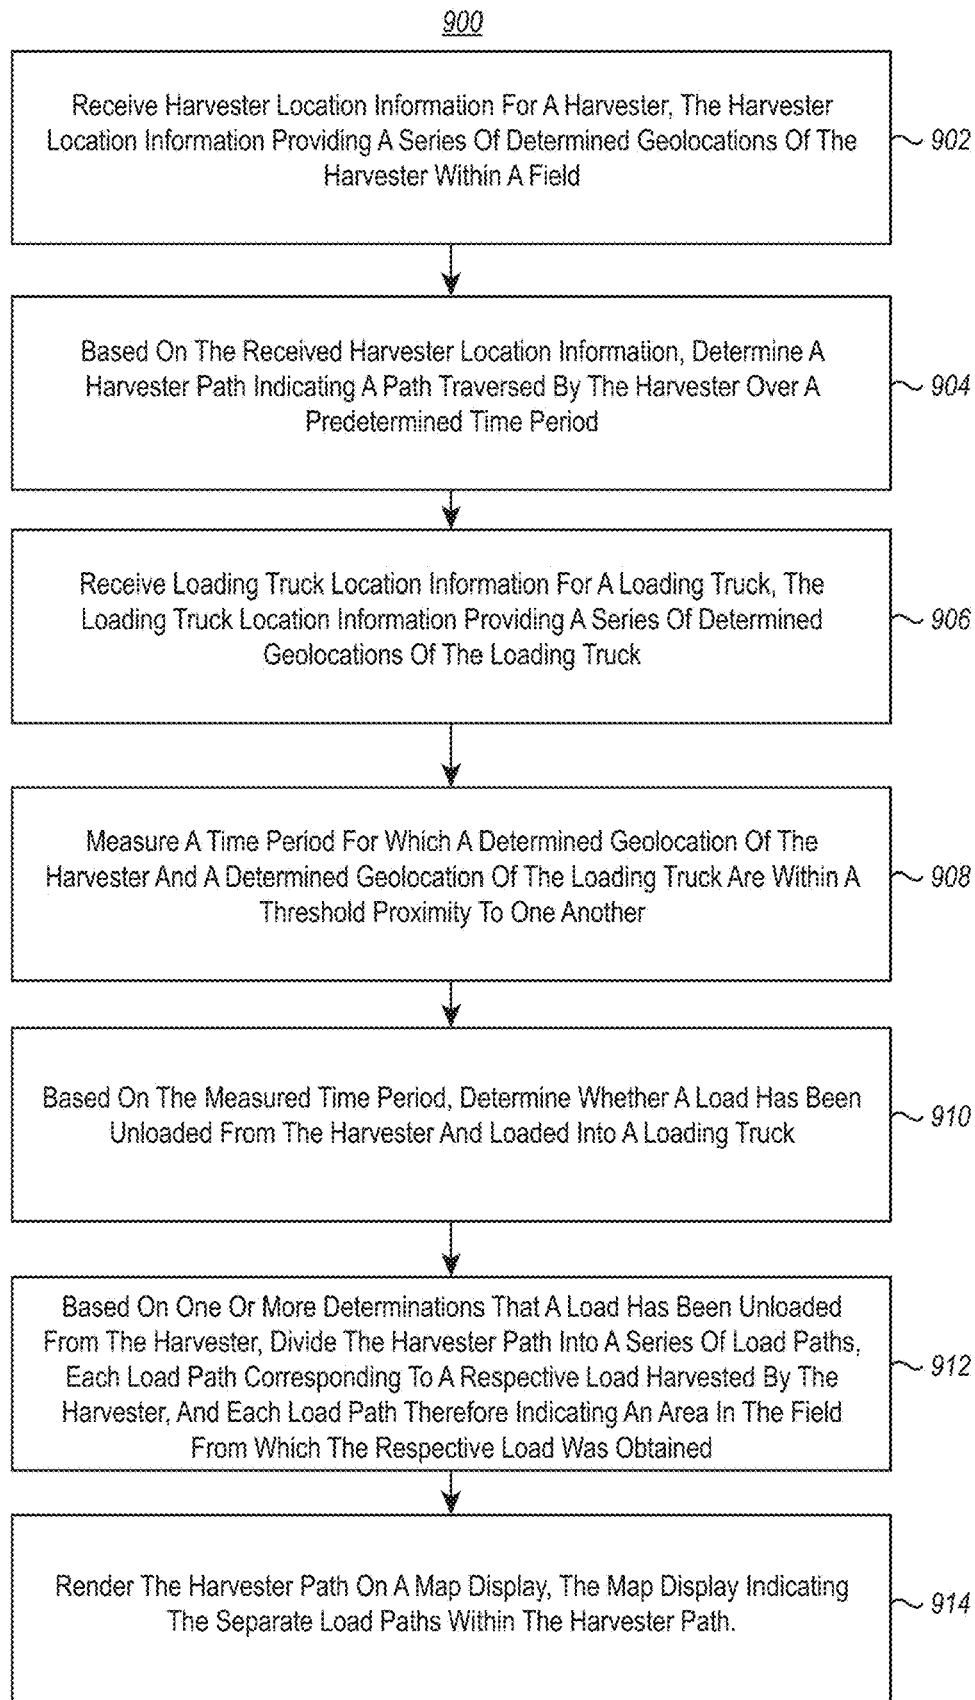 900
Receive Harvester Location Information For A Harvester, The Harvester
Location Information Providing A Series Of Determined Geolocations Of The
Harvester Within A Field
902
Based On The Received Harvester Location Information, Determine A
Harvester Path Indicating A Path Traversed By The Harvester Over A
Predetermined Time Period
904
Receive Loading Truck Location Information For A Loading Truck, The
Loading Truck Location Information Providing A Series Of Determined
Geolocations Of The Loading Truck
906
Measure A Time Period For Which A Determined Geolocation Of The
Harvester And A Determined Geolocation Of The Loading Truck Are Within A
Threshold Proximity To One Another
908
Based On The Measured Time Period, Determine Whether A Load Has Been
Unloaded From The Harvester And Loaded Into A Loading Truck
910
Based On One Or More Determinations That A Load Has Been Unloaded
From The Harvester, Divide The Harvester Path Into A Series Of Load Paths,
Each Load Path Corresponding To A Respective Load Harvested By The
Harvester, And Each Load Path Therefore Indicating An Area In The Field
From Which The Respective Load Was Obtained
912
Render The Harvester Path On A Map Display, The Map Display Indicating
The Separate Load Paths Within The Harvester Path.
914